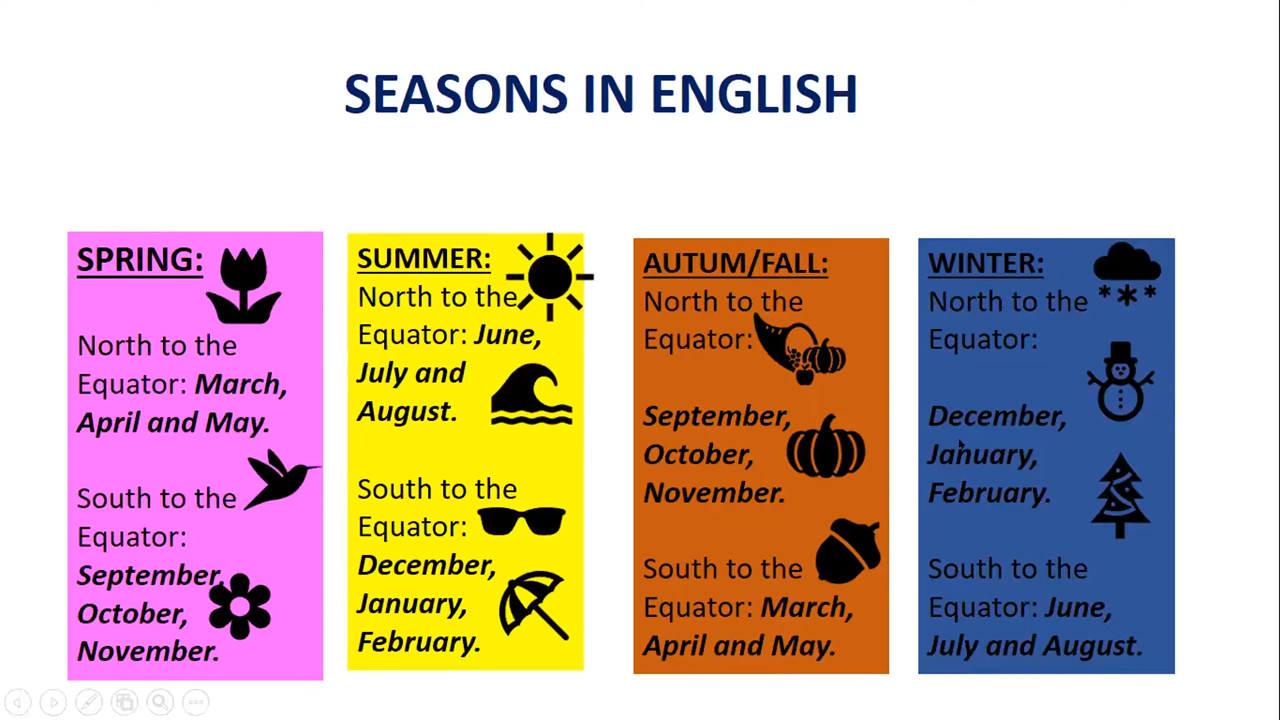 SEASONS IN ENGLISH
SPRING:
North to the
Equator: March,
April and May.
South to the
Equator:
September,
October,
November.
SUMMER:
North to the
Equator: June,
July and
August.
South to the
Equator:
December,
January,
February.
AUTUM/FALL:
North to the
Equator:
September,
October,
November.
South to the
Equator: March,
April and May.
WINTER:
North to the
Equator:
December,
January,
February.
South to the
Equator: June,
July and August.